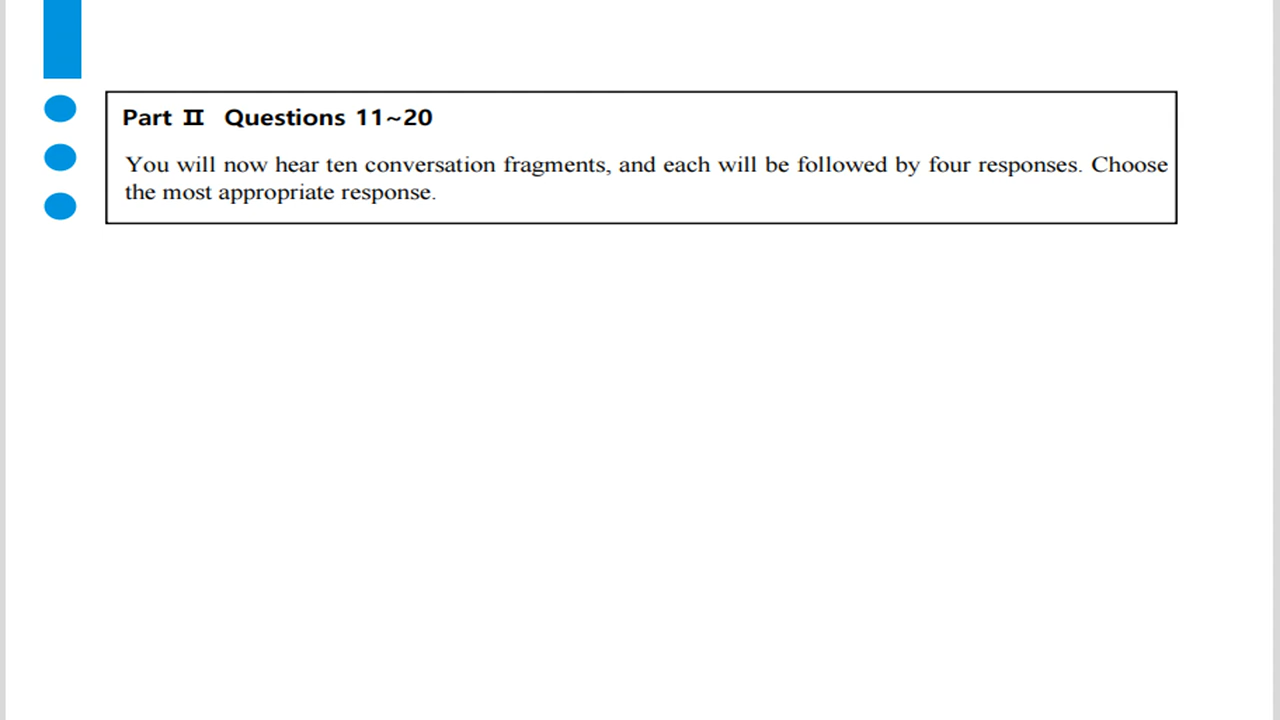 Part Ⅱ Questions 11~20
You will now hear ten conversation fragments, and each will be followed by four responses. Choose
the most appropriate response.